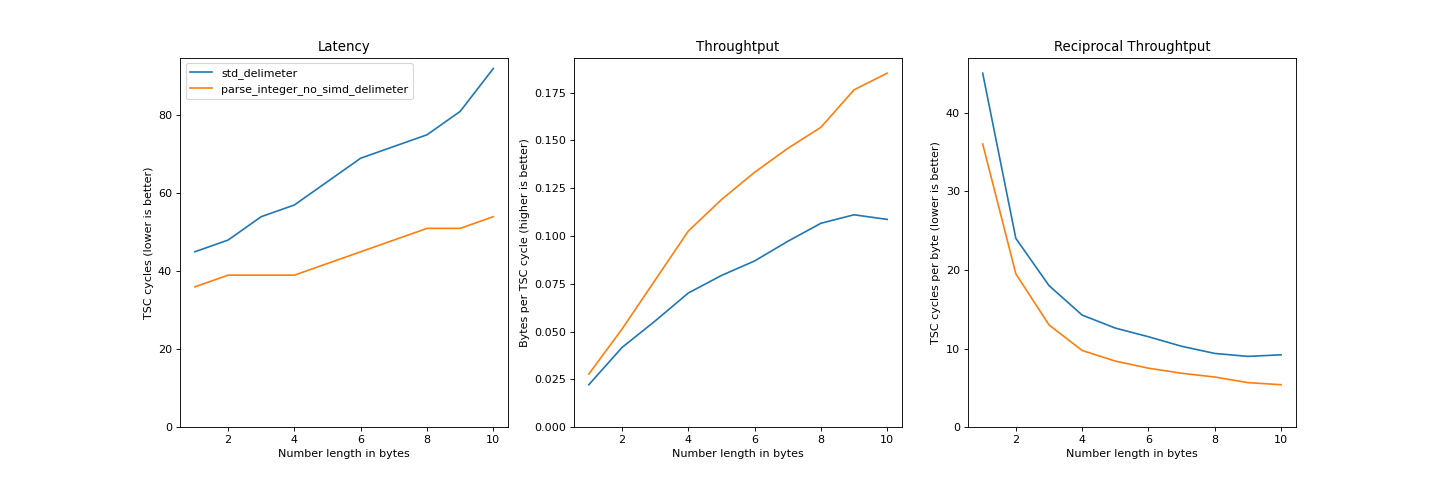 Latency
std_delimeter
parse_integer_no_simd_delimeter
TSC cycles (lower is better)
80
60
40
20
0
2 4 6 8 10
Number length in bytes
Throughtput
Bytes per TSC cycle (higher is better)
0.175
0.150
0.125
0.100
0.075
0.050
0.025
0.000
2 4 6 8 10
Number length in bytes
Reciprocal Throughtput
TSC cycles per byte (lower is better)
40
30
20
10
0
2 4 6 8 10
Number length in bytes